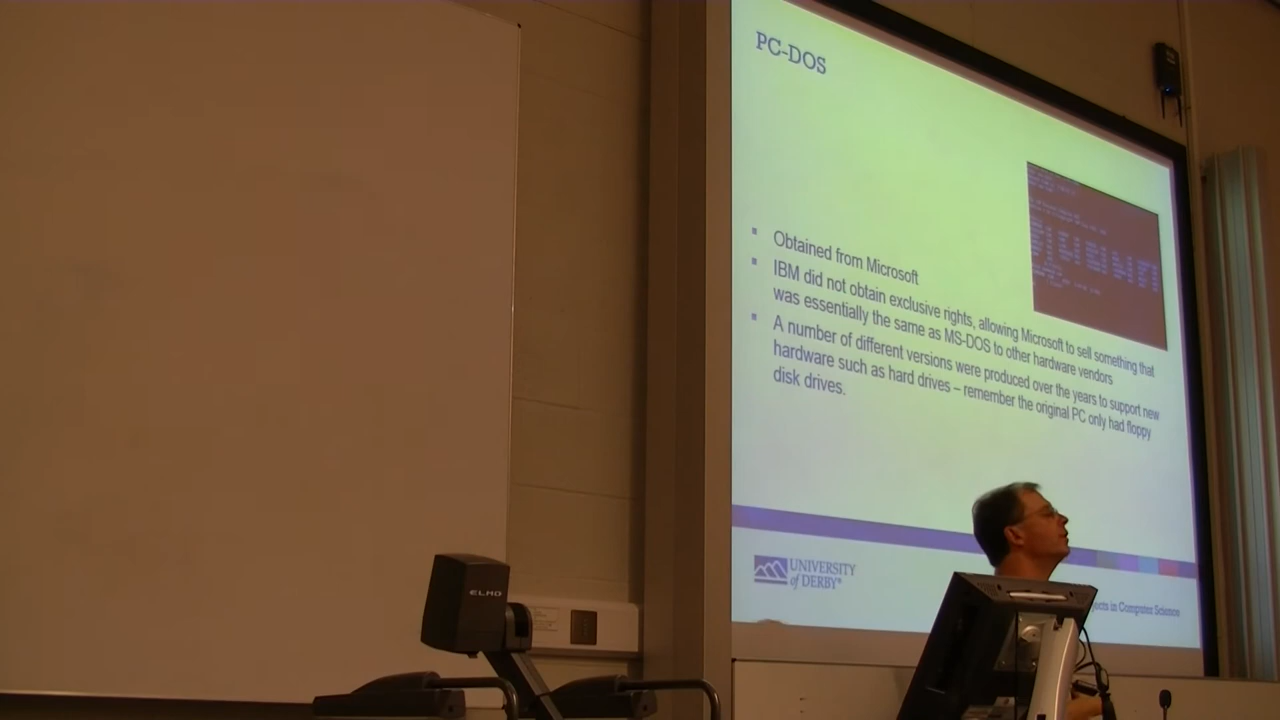 PC-DOS
Obtained from Microsoft
IBM did not obtain exclusive rights, allowing Microsoft to sell something that
was essentially the same as MS-DOS to other hardware vendors
A number of different versions were produced over the years to support new
hardware such as hard drives – remember the original PC only had floppy
disk drives.
UNIVERSITY
of DERBY®
in Computer Science
ELMO